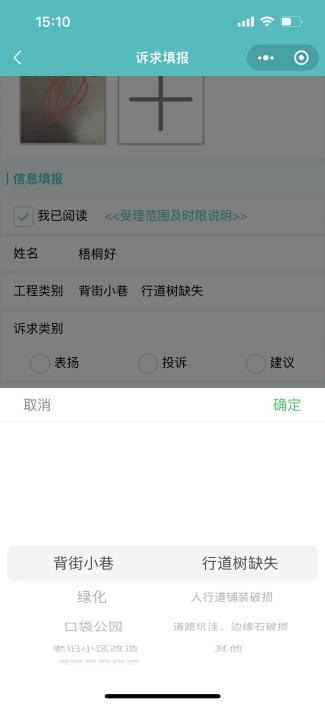 15:10
诉求填报
信息填报
我已阅读 <<受理范围及时限说明>>
姓名 梧桐好
工程类别 背街小巷 行道树缺失
诉求类别
表扬 投诉 建议
取消 确定
背街小巷 行道树缺失
绿化 人行道铺装破损
口袋公园 道路坑洼、边缘石破损
老旧小区改造 其他